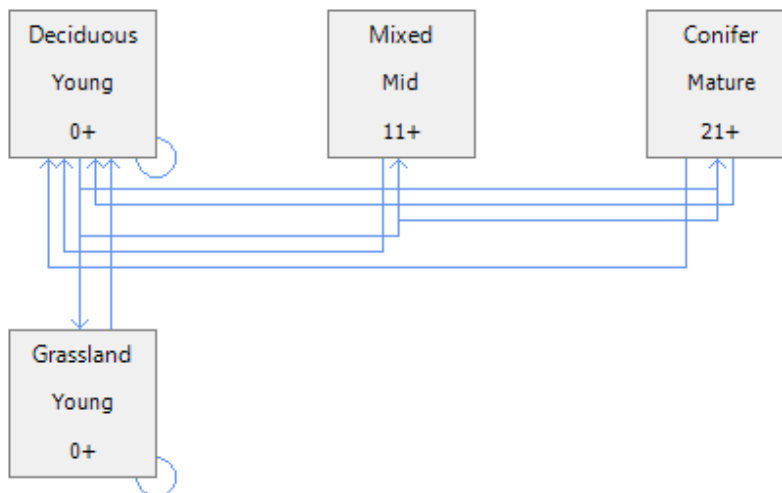 Deciduous
Young
0+
Mixed
Mid
11+
Conifer
Mature
21+
Grassland
Young
0+